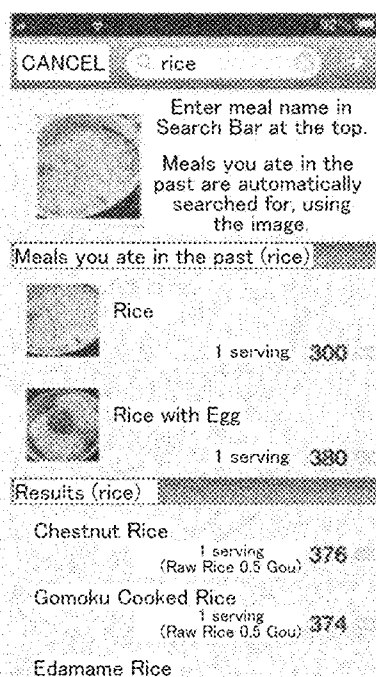 CANCEL rice
Enter meal name in
Search Bar at the top.
Meals you ate in the
past are automatically
searched for, using
the image.
Meals you ate in the past (rice)
Rice
1 serving 300
Rice with Egg
1 serving 380
Results (rice)
Chestnut Rice
1 serving
(Raw Rice 0.5 Gou) 376
Gomoku Cooked Rice
1 serving
(Raw Rice 0.5 Gou) 374
Edamame Rice